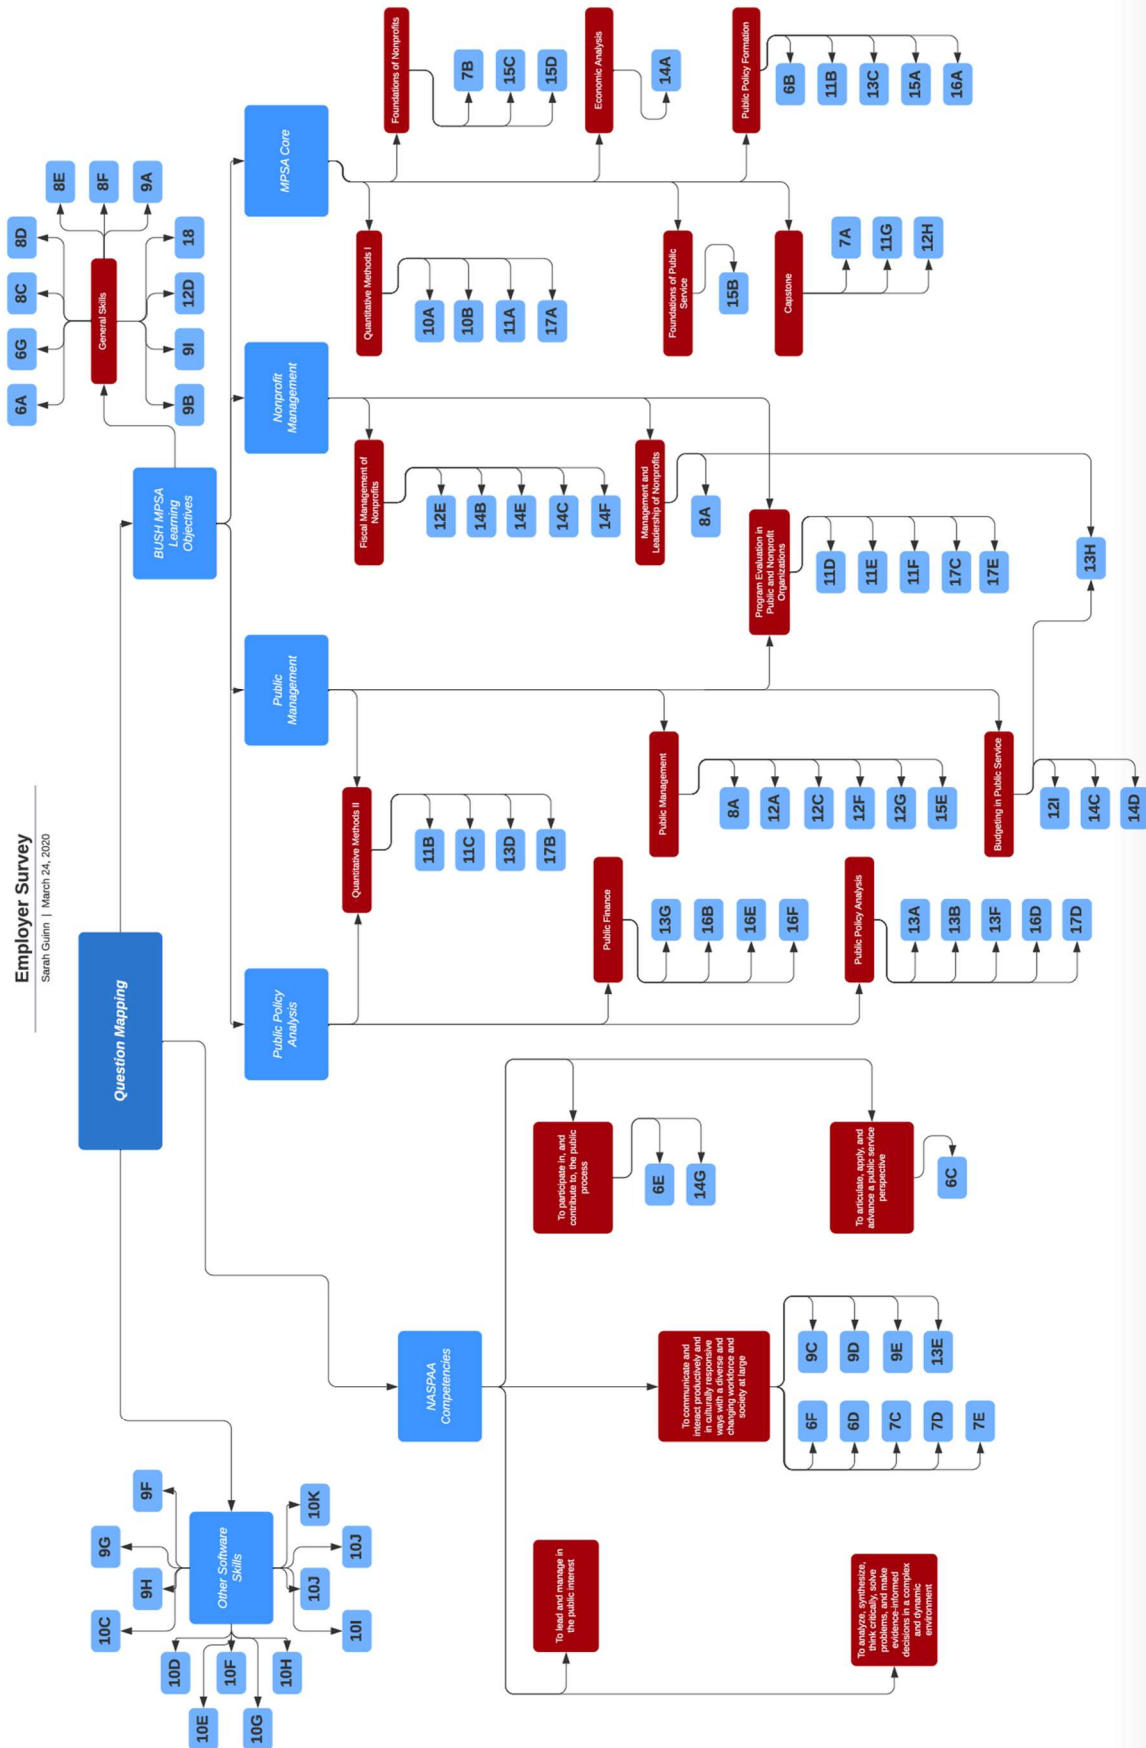 Employer Survey
Sarah Guinn | March 24, 2020
Question Mapping
Other Software
Skills
10E
10G
10D
10F
10H
10C
9H
9G
9F
10I
10J
10J
10K
NASPAA
Competencies
To lead and manage in
the public interest
To analyze, synthesize,
think critically, solve
problems, and make
evidence-informed
decisions in a complex
and dynamic
environment
To communicate and
interact productively and
in culturally responsive
ways with a diverse and
changing workforce and
society at large
6F
6D
7C
7D
7E
9C
9D
9E
13E
To participate in, and
contribute to, the public
process
6E
14G
To articulate, apply, and
advance a public service
perspective
6C
BUSH MPSA
Learning
Objectives
General Skills
6A
6G
8C
8D
8E
8F
9A
9B
9I
12D
18
Public Policy
Analysis
Quantitative Methods II
11B
11C
13D
17B
Public Finance
13G
16B
16E
16F
Public Policy Analysis
13A
13B
13F
16D
17D
Public
Management
Public Management
8A
12A
12C
12F
12G
15E
Budgeting in Public Service
12I
14C
14D
13H
Program Evaluation in
Public and Nonprofit
Organizations
11D
11E
11F
17C
17E
Nonprofit
Management
Fiscal Management of
Nonprofits
12E
14B
14E
14C
14F
Management and
Leadership of Nonprofits
8A
MPSA Core
Quantitative Methods I
10A
10B
11A
17A
Foundations of Nonprofits
7B
15C
15D
Economic Analysis
14A
Foundations of Public
Service
15B
Public Policy Formation
6B
11B
13C
15A
16A
Capstone
7A
11G
12H